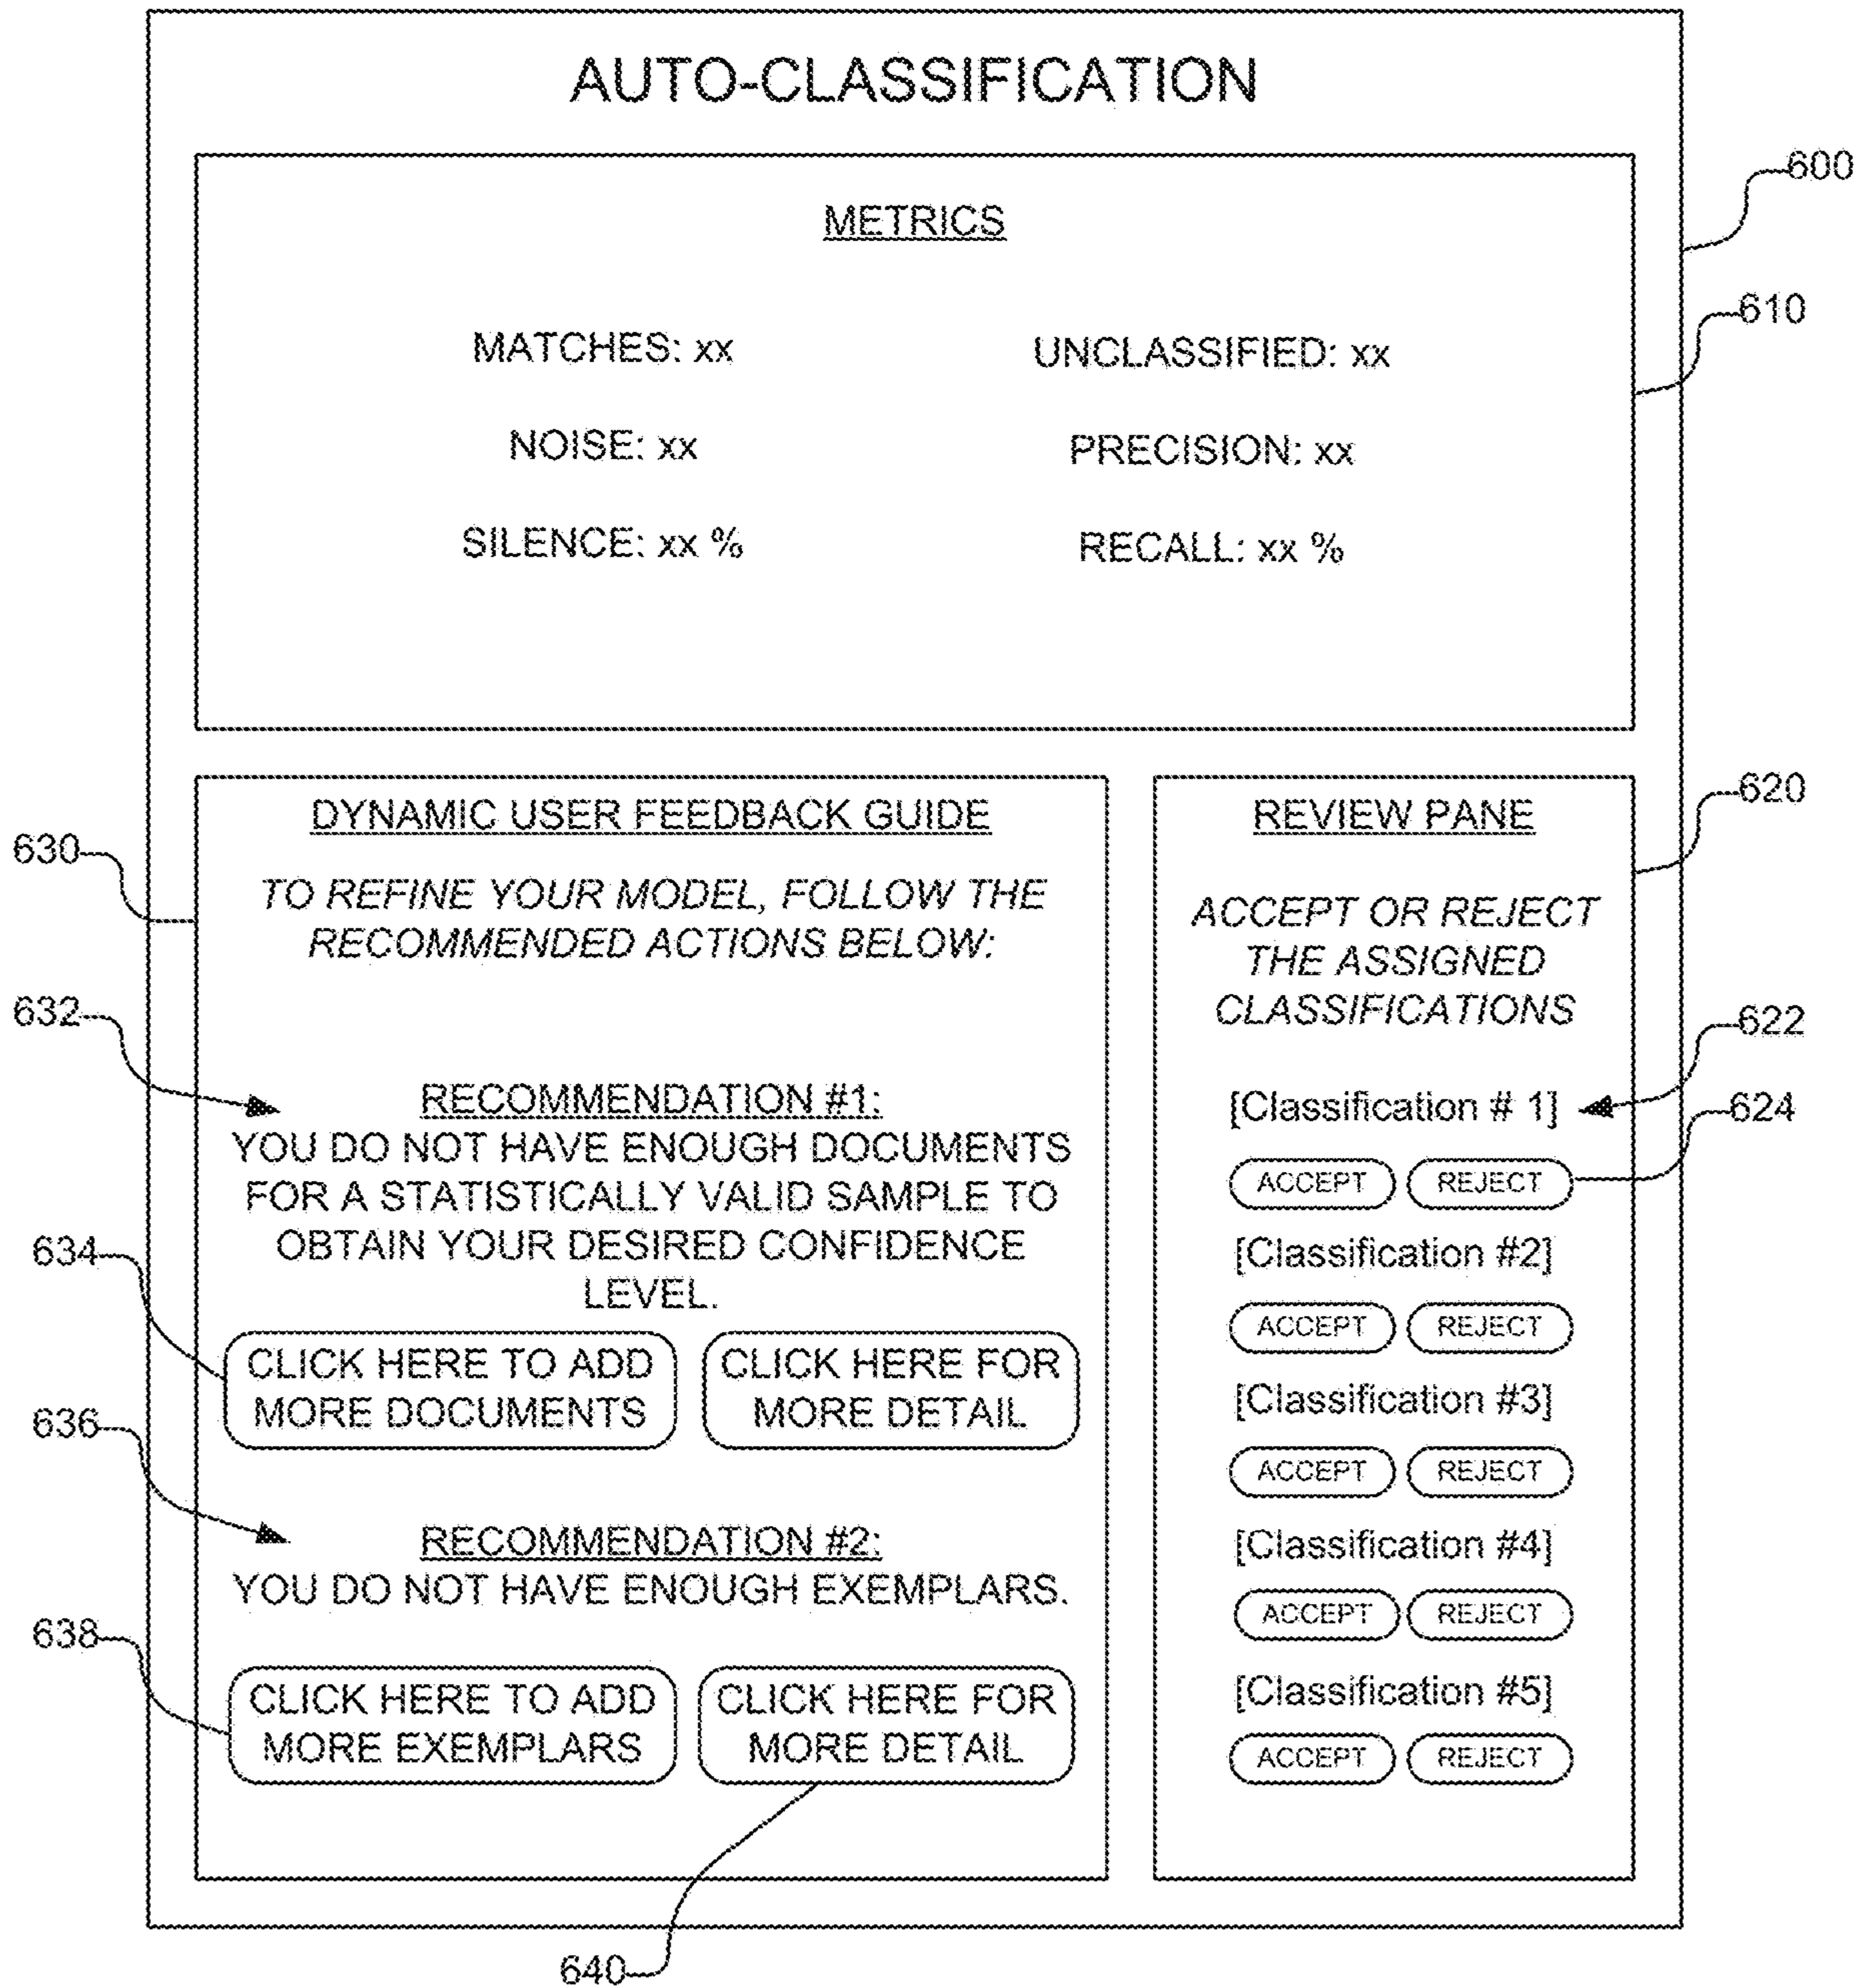 AUTO-CLASSIFICATION
600
METRICS
610
MATCHES: xx
UNCLASSIFIED: xx
NOISE: xx
PRECISION: xx
SILENCE: xx %
RECALL: xx %
630
DYNAMIC USER FEEDBACK GUIDE
TO REFINE YOUR MODEL, FOLLOW THE
RECOMMENDED ACTIONS BELOW:
632
RECOMMENDATION #1:
YOU DO NOT HAVE ENOUGH DOCUMENTS
FOR A STATISTICALLY VALID SAMPLE TO
OBTAIN YOUR DESIRED CONFIDENCE
LEVEL.
634
CLICK HERE TO ADD
MORE DOCUMENTS
CLICK HERE FOR
MORE DETAIL
636
RECOMMENDATION #2:
YOU DO NOT HAVE ENOUGH EXEMPLARS.
638
CLICK HERE TO ADD
MORE EXEMPLARS
CLICK HERE FOR
MORE DETAIL
640
620
REVIEW PANE
ACCEPT OR REJECT
THE ASSIGNED
CLASSIFICATIONS
622
[Classification # 1]
624
ACCEPT REJECT
[Classification #2]
ACCEPT REJECT
[Classification #3]
ACCEPT REJECT
[Classification #4]
ACCEPT REJECT
[Classification #5]
ACCEPT REJECT